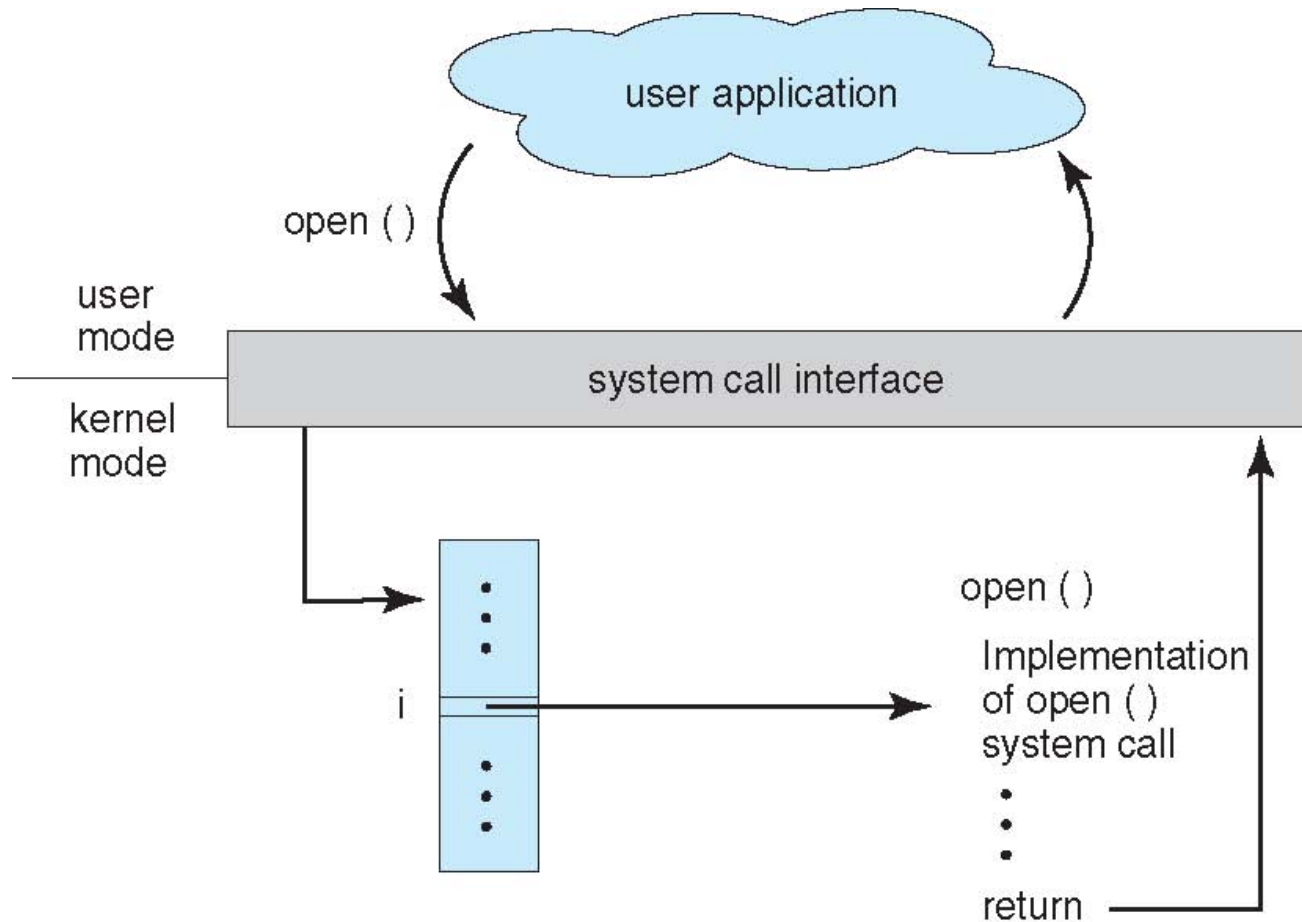 user application
open ( )
user
mode
system call interface
kernel
mode
open ( )
i
Implementation
of open ( )
system call
return